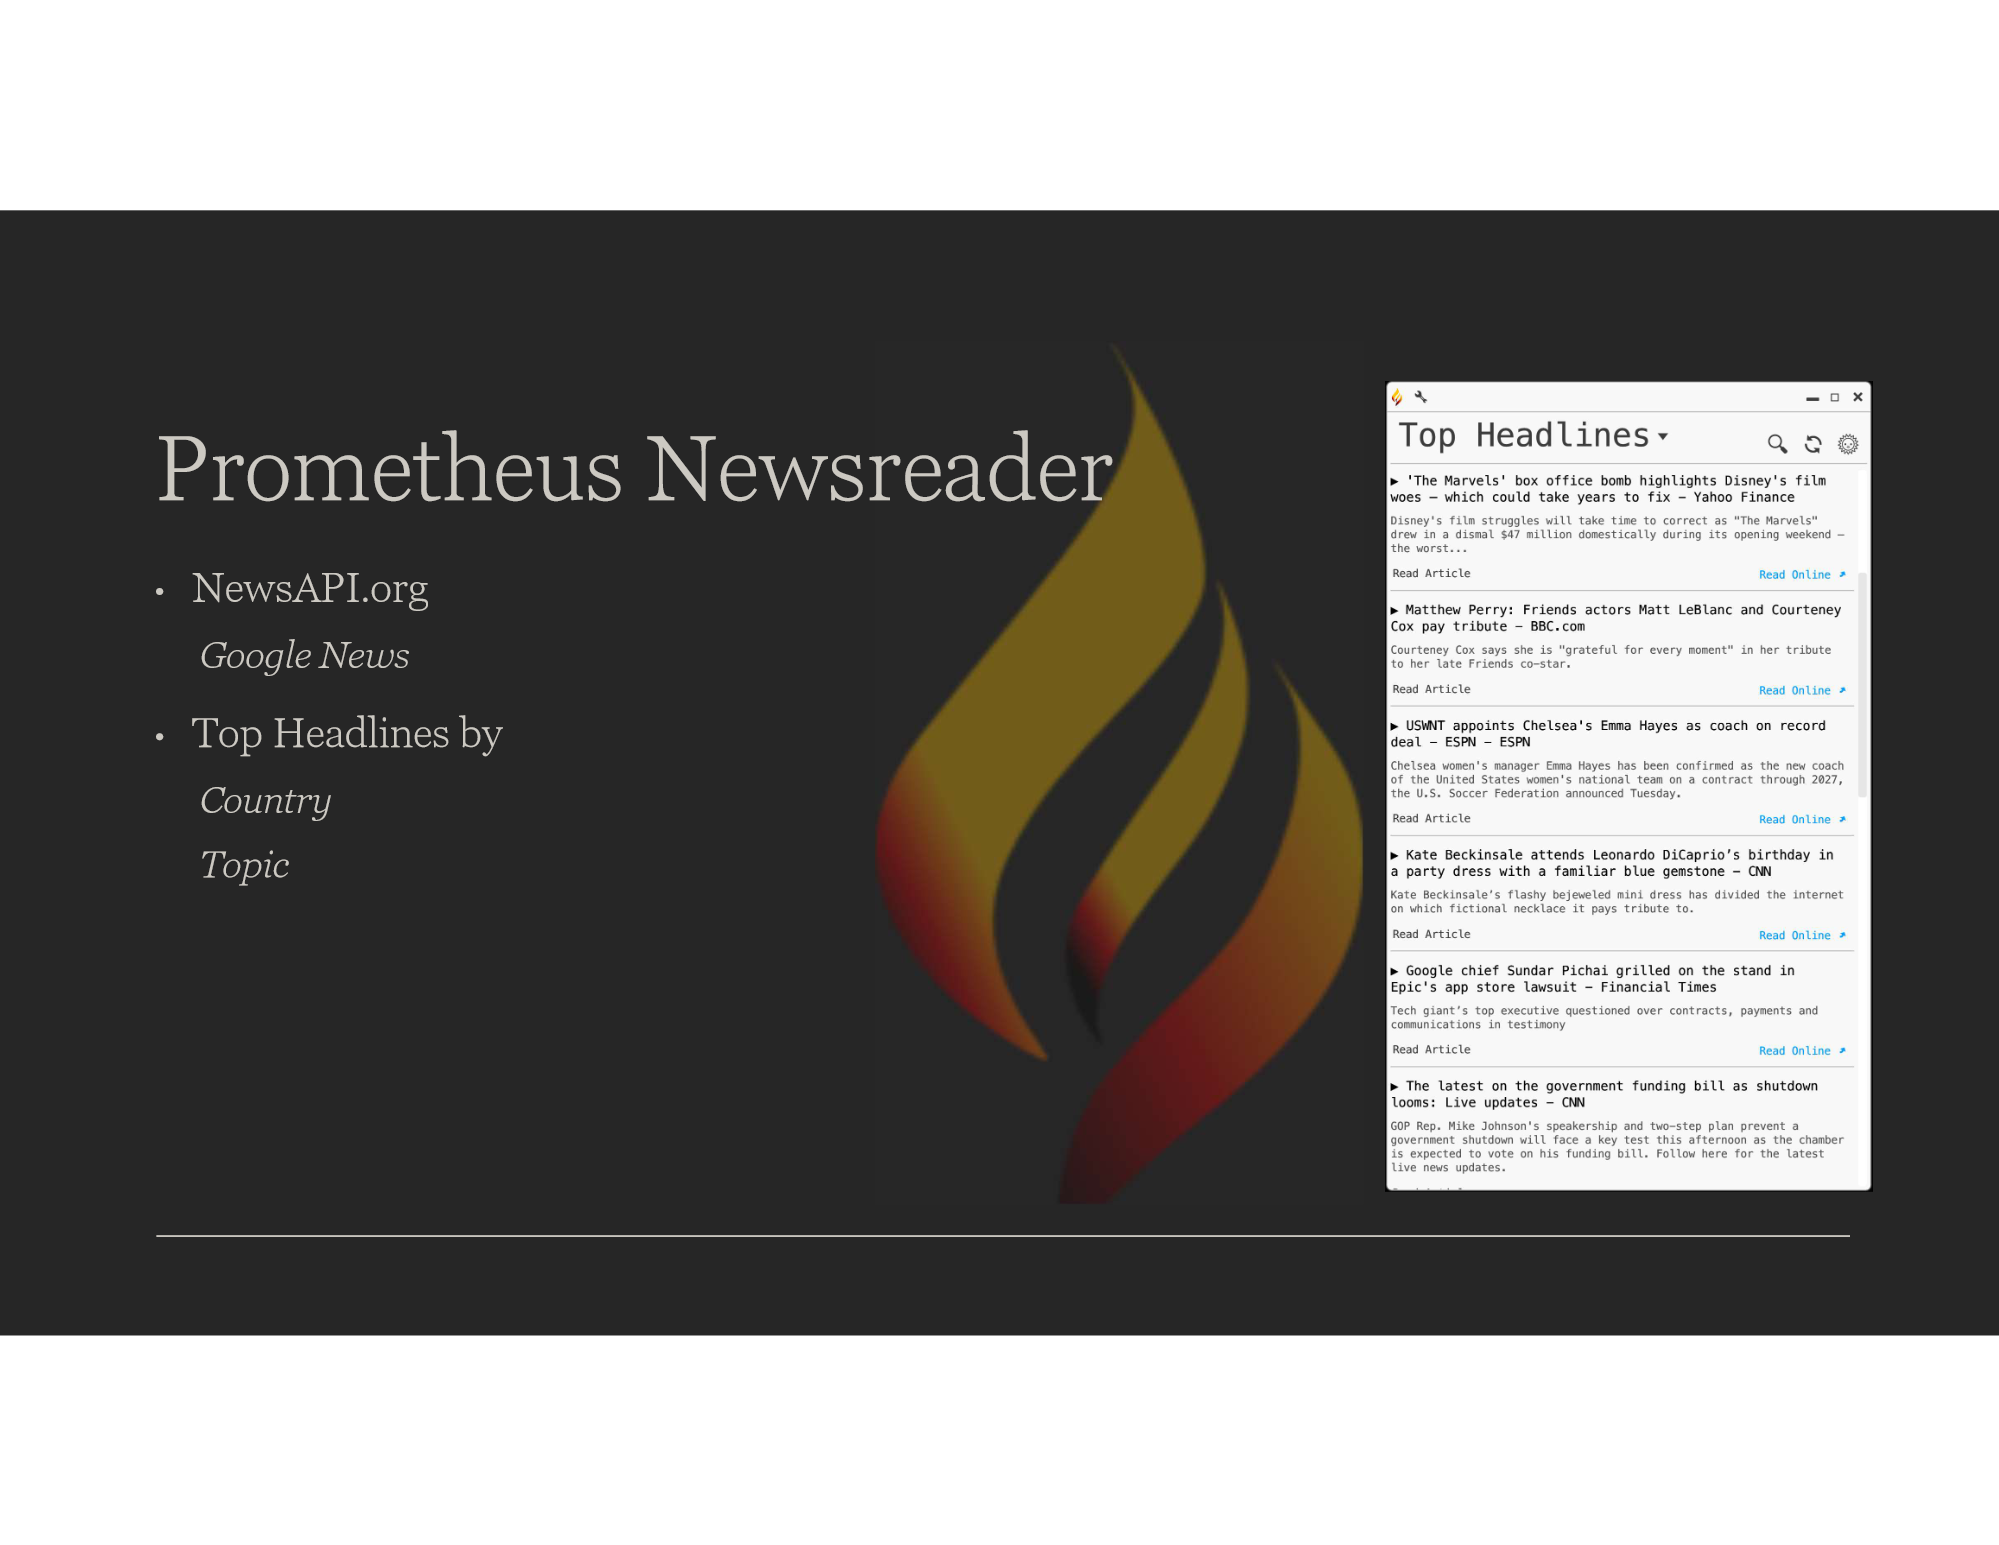 Prometheus Newsreader
• NewsAPI.org
Google News
• Top Headlines by
Country
Topic
Top Headlines
▶ 'The Marvels' box office bomb highlights Disney's film
woes – which could take years to fix – Yahoo Finance
Disney's film struggles will take time to correct as "The Marvels"
drew in a dismal $47 million domestically during its opening weekend —
the worst...
Read Article
Read Online
▶ Matthew Perry: Friends actors Matt LeBlanc and Courteney
Cox pay tribute – BBC.com
Courteney Cox says she is "grateful for every moment" in her tribute
to her late Friends co-star.
Read Article
Read Online
▶ USWNT appoints Chelsea's Emma Hayes as coach on record
deal – ESPN – ESPN
Chelsea women's manager Emma Hayes has been confirmed as the new coach
of the United States women's national team on a contract through 2027,
the U.S. Soccer Federation announced Tuesday.
Read Article
Read Online
▶ Kate Beckinsale attends Leonardo DiCaprio’s birthday in
a party dress with a familiar blue gemstone – CNN
Kate Beckinsale’s flashy bejeweled mini dress has divided the internet
on which fictional necklace it pays tribute to.
Read Article
Read Online
▶ Google chief Sundar Pichai grilled on the stand in
Epic's app store lawsuit – Financial Times
Tech giant’s top executive questioned over contracts, payments and
communications in testimony
Read Article
Read Online
▶ The latest on the government funding bill as shutdown
looms: Live updates – CNN
GOP Rep. Mike Johnson's speakership and two-step plan prevent a
government shutdown will face a key test this afternoon as the chamber
is expected to vote on his funding bill. Follow here for the latest
live news updates.